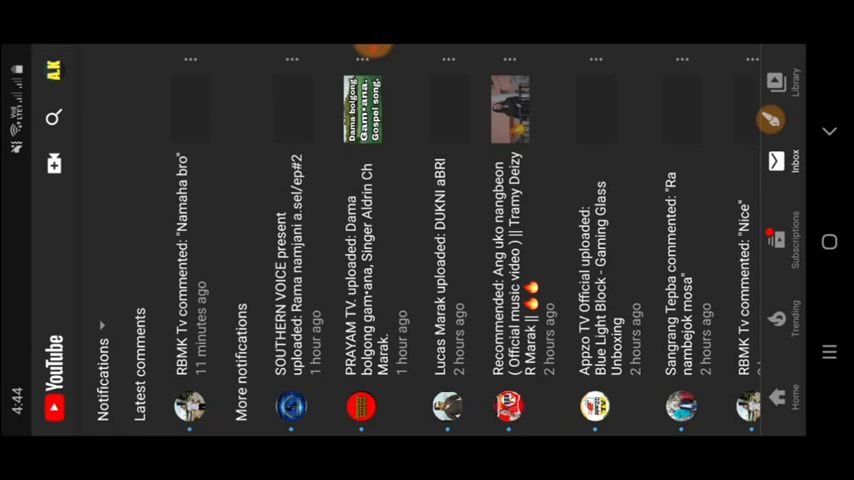 4:44
Vo)) LTE1
YouTube
A.K
Notifications
Latest comments
RBMK Tv commented: "Namaha bro"
11 minutes ago
More notifications
SOUTHERN VOICE present
uploaded: Rama namjani a.sel/ep#2
1 hour ago
PRAYAM TV. uploaded: Dama
bolgong gam•ana, Singer Aldrin Ch
Marak.
1 hour ago
Dama bolgong
Gam•ana.
Gospel song.
Lucas Marak uploaded: DUKNI aBRI
2 hours ago
Recommended: Ang uko nangbeon
( Official music video ) || Tramy Deizy
R Marak || 🔥🔥
2 hours ago
Appzo TV Official uploaded:
Blue Light Block - Gaming Glass
Unboxing
2 hours ago
APPZO
TV
Sangrang Tepba commented: "Ra
nambejok mosa"
2 hours ago
RBMK Tv commented: "Nice"
Home
Trending
Subscriptions
Inbox
Library